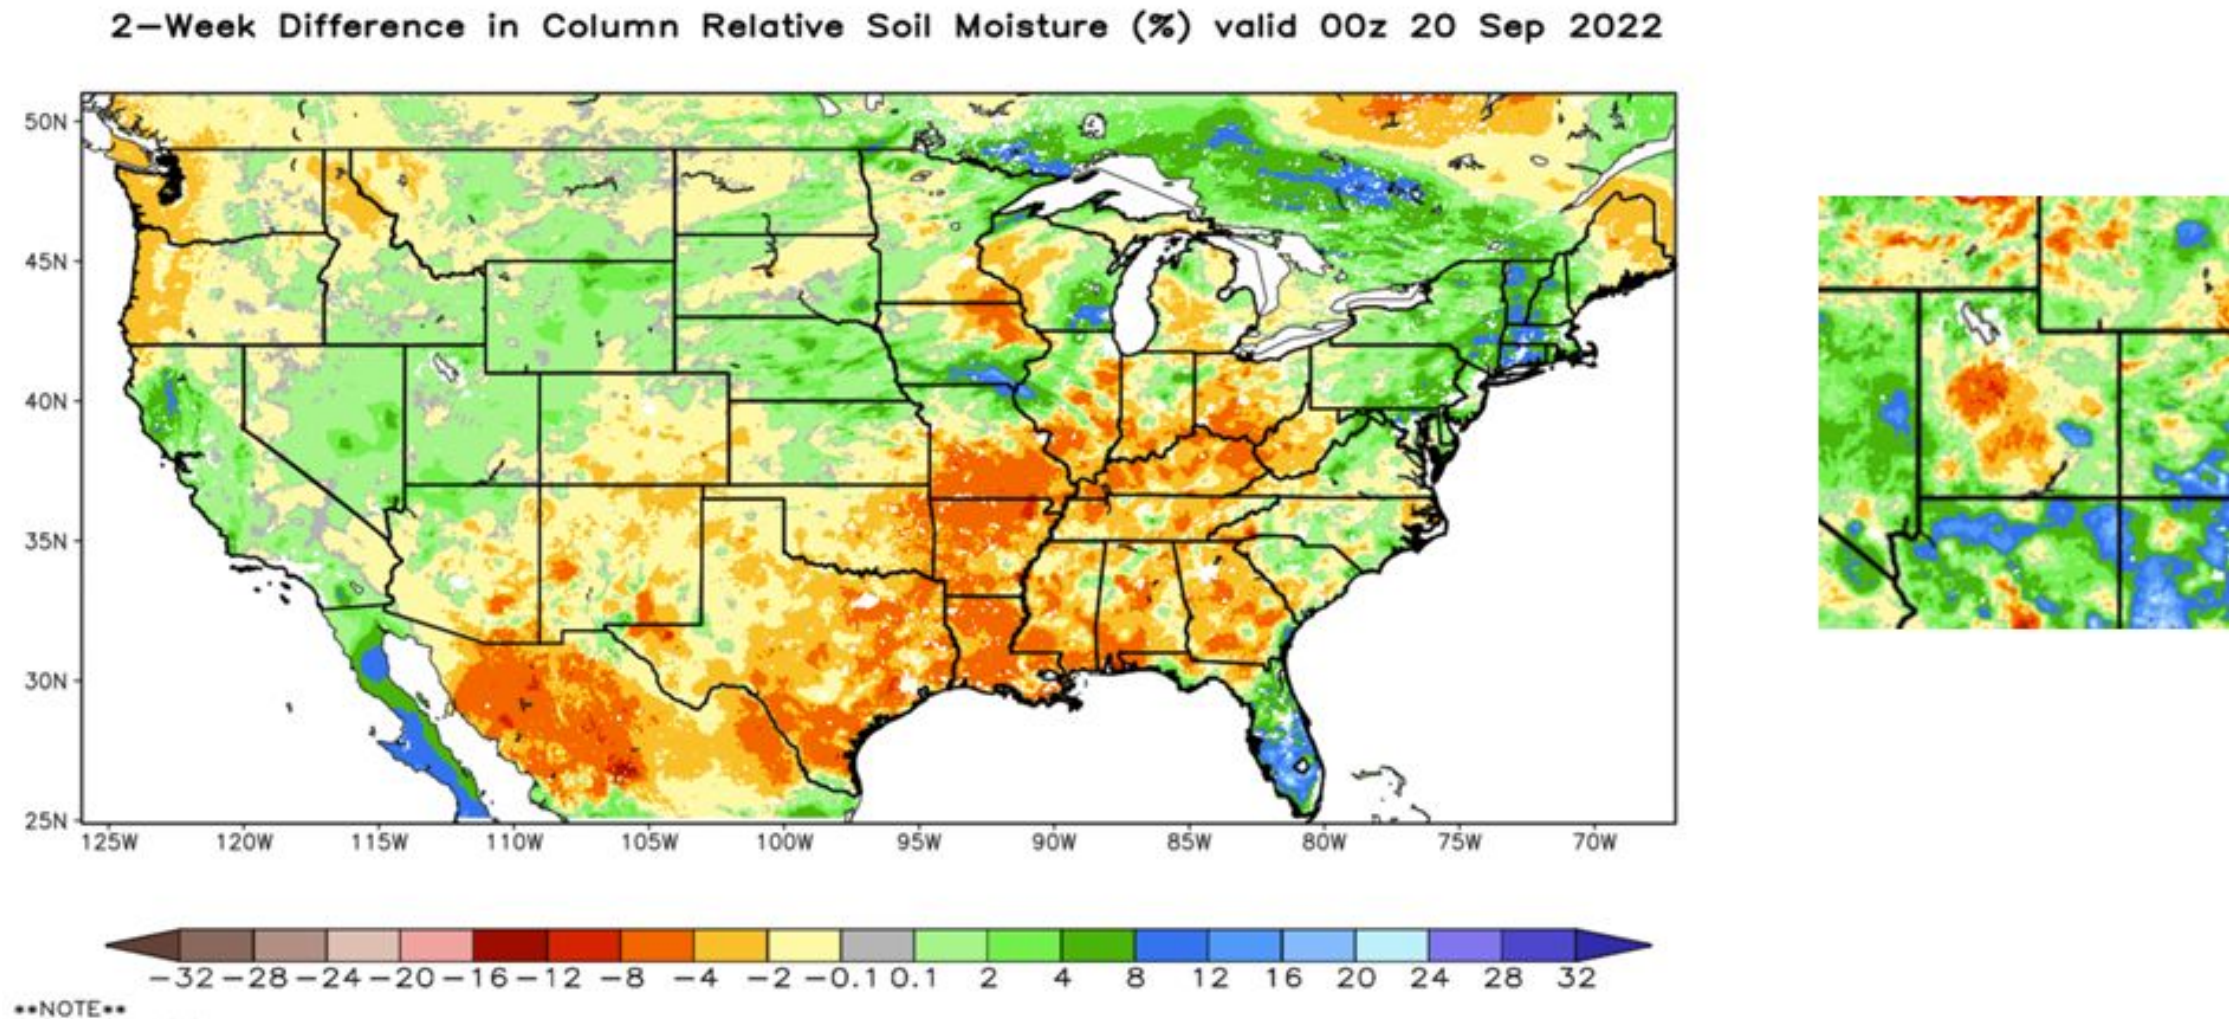 2-Week Difference in Column Relative Soil Moisture (%) valid 00z 20 Sep 2022
50N
45N
40N
35N
30N
25N
125W 120W 115W 110W 105W 100W 95W 90W 85W 80W 75W 70W
-32 -28 -24 -20 -16 -12 -8 -4 -2 -0.1 0.1 2 4 8 12 16 20 24 28 32
**NOTE**